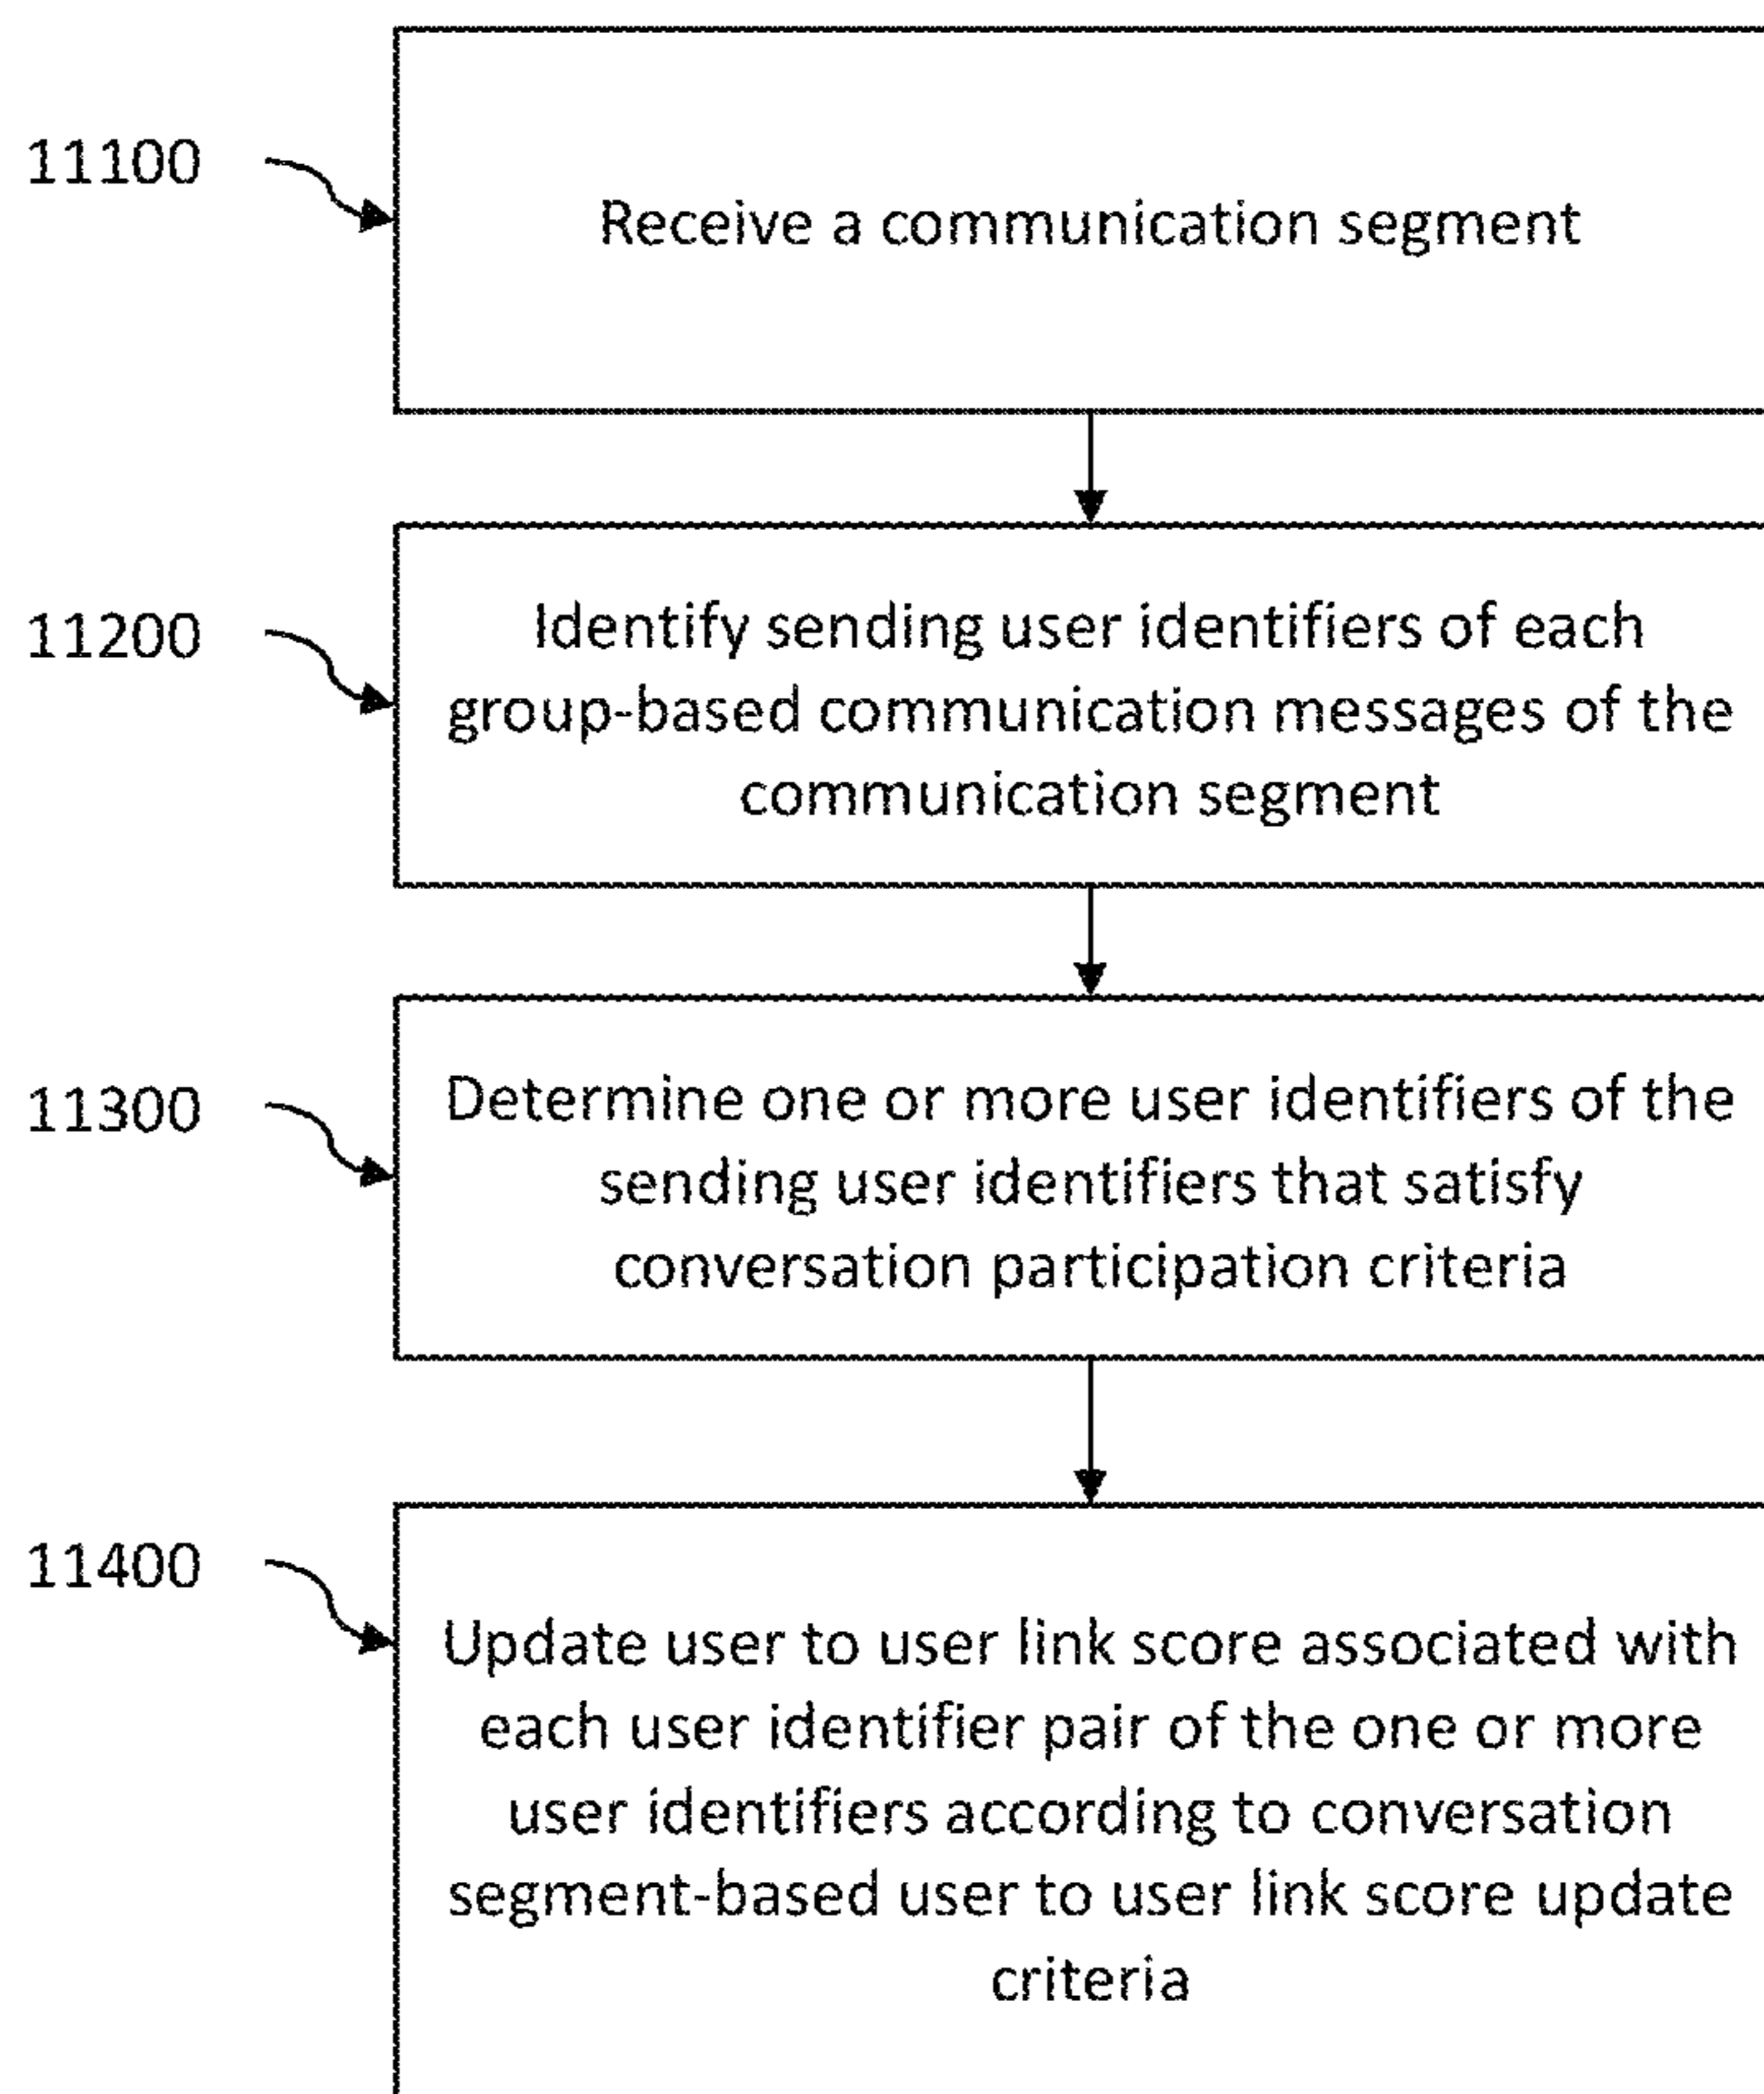 11100
Receive a communication segment
11200
Identify sending user identifiers of each
group-based communication messages of the
communication segment
11300
Determine one or more user identifiers of the
sending user identifiers that satisfy
conversation participation criteria
11400
Update user to user link score associated with
each user identifier pair of the one or more
user identifiers according to conversation
segment-based user to user link score update
criteria